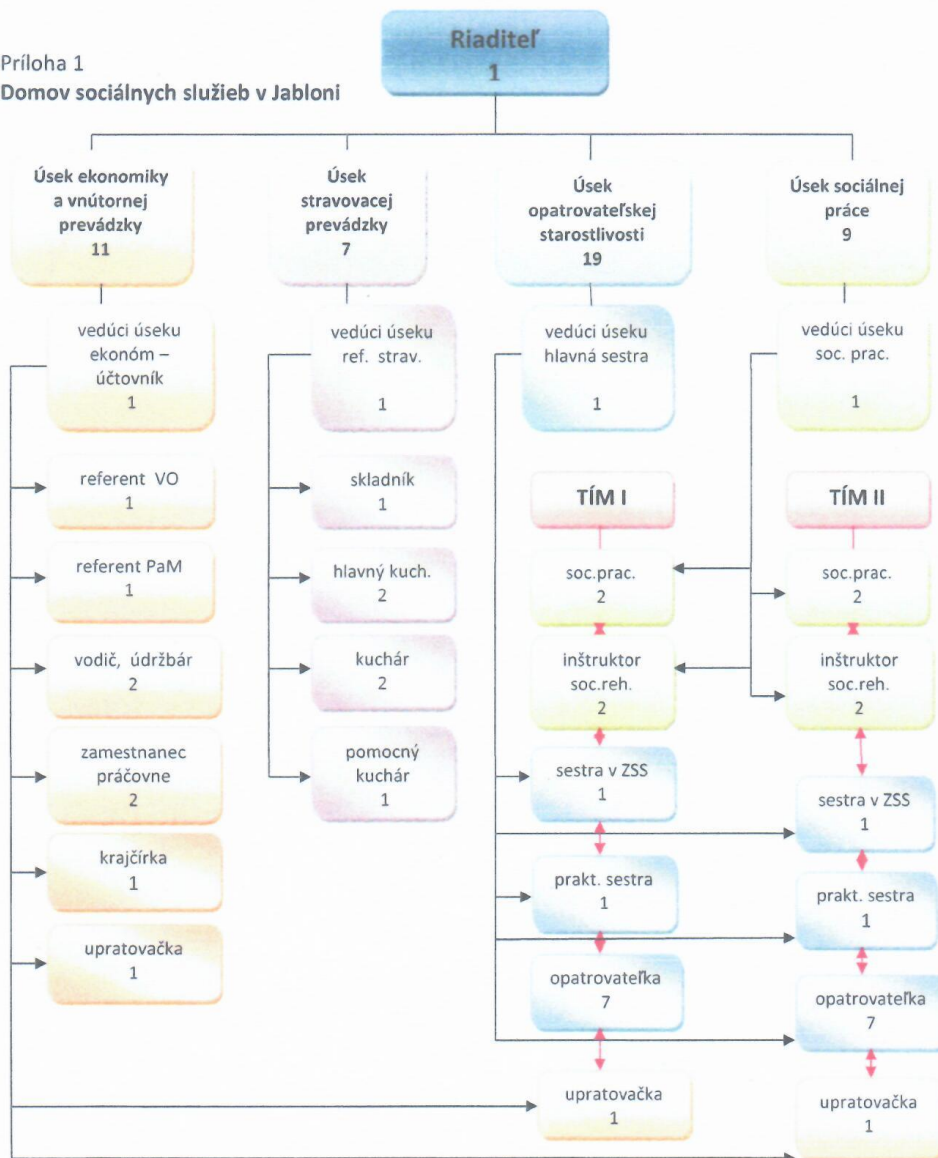 Riaditeľ
1
Príloha 1
Domov sociálnych služieb v Jabloni
Úsek ekonomiky
a vnútornej
prevádzky
11
Úsek
stravovacej
prevádzky
7
Úsek
opatrovateľskej
starostlivosti
19
Úsek sociálnej
práce
9
vedúci úseku
ekonóm –
účtovník
1
referent VO
1
referent PaM
1
vodič, údržbár
2
zamestnanec
práčovne
2
krajčírka
1
upratovačka
1
vedúci úseku
ref. strav.
1
skladník
1
hlavný kuch.
2
kuchár
2
pomocný
kuchár
1
vedúci úseku
hlavná sestra
1
TÍM I
soc.prac.
2
inštruktor
soc.reh.
2
sestra v ZSS
1
prakt. sestra
1
opatrovateľka
7
upratovačka
1
vedúci úseku
soc. prac.
1
TÍM II
soc.prac.
2
inštruktor
soc.reh.
2
sestra v ZSS
1
prakt. sestra
1
opatrovateľka
7
upratovačka
1